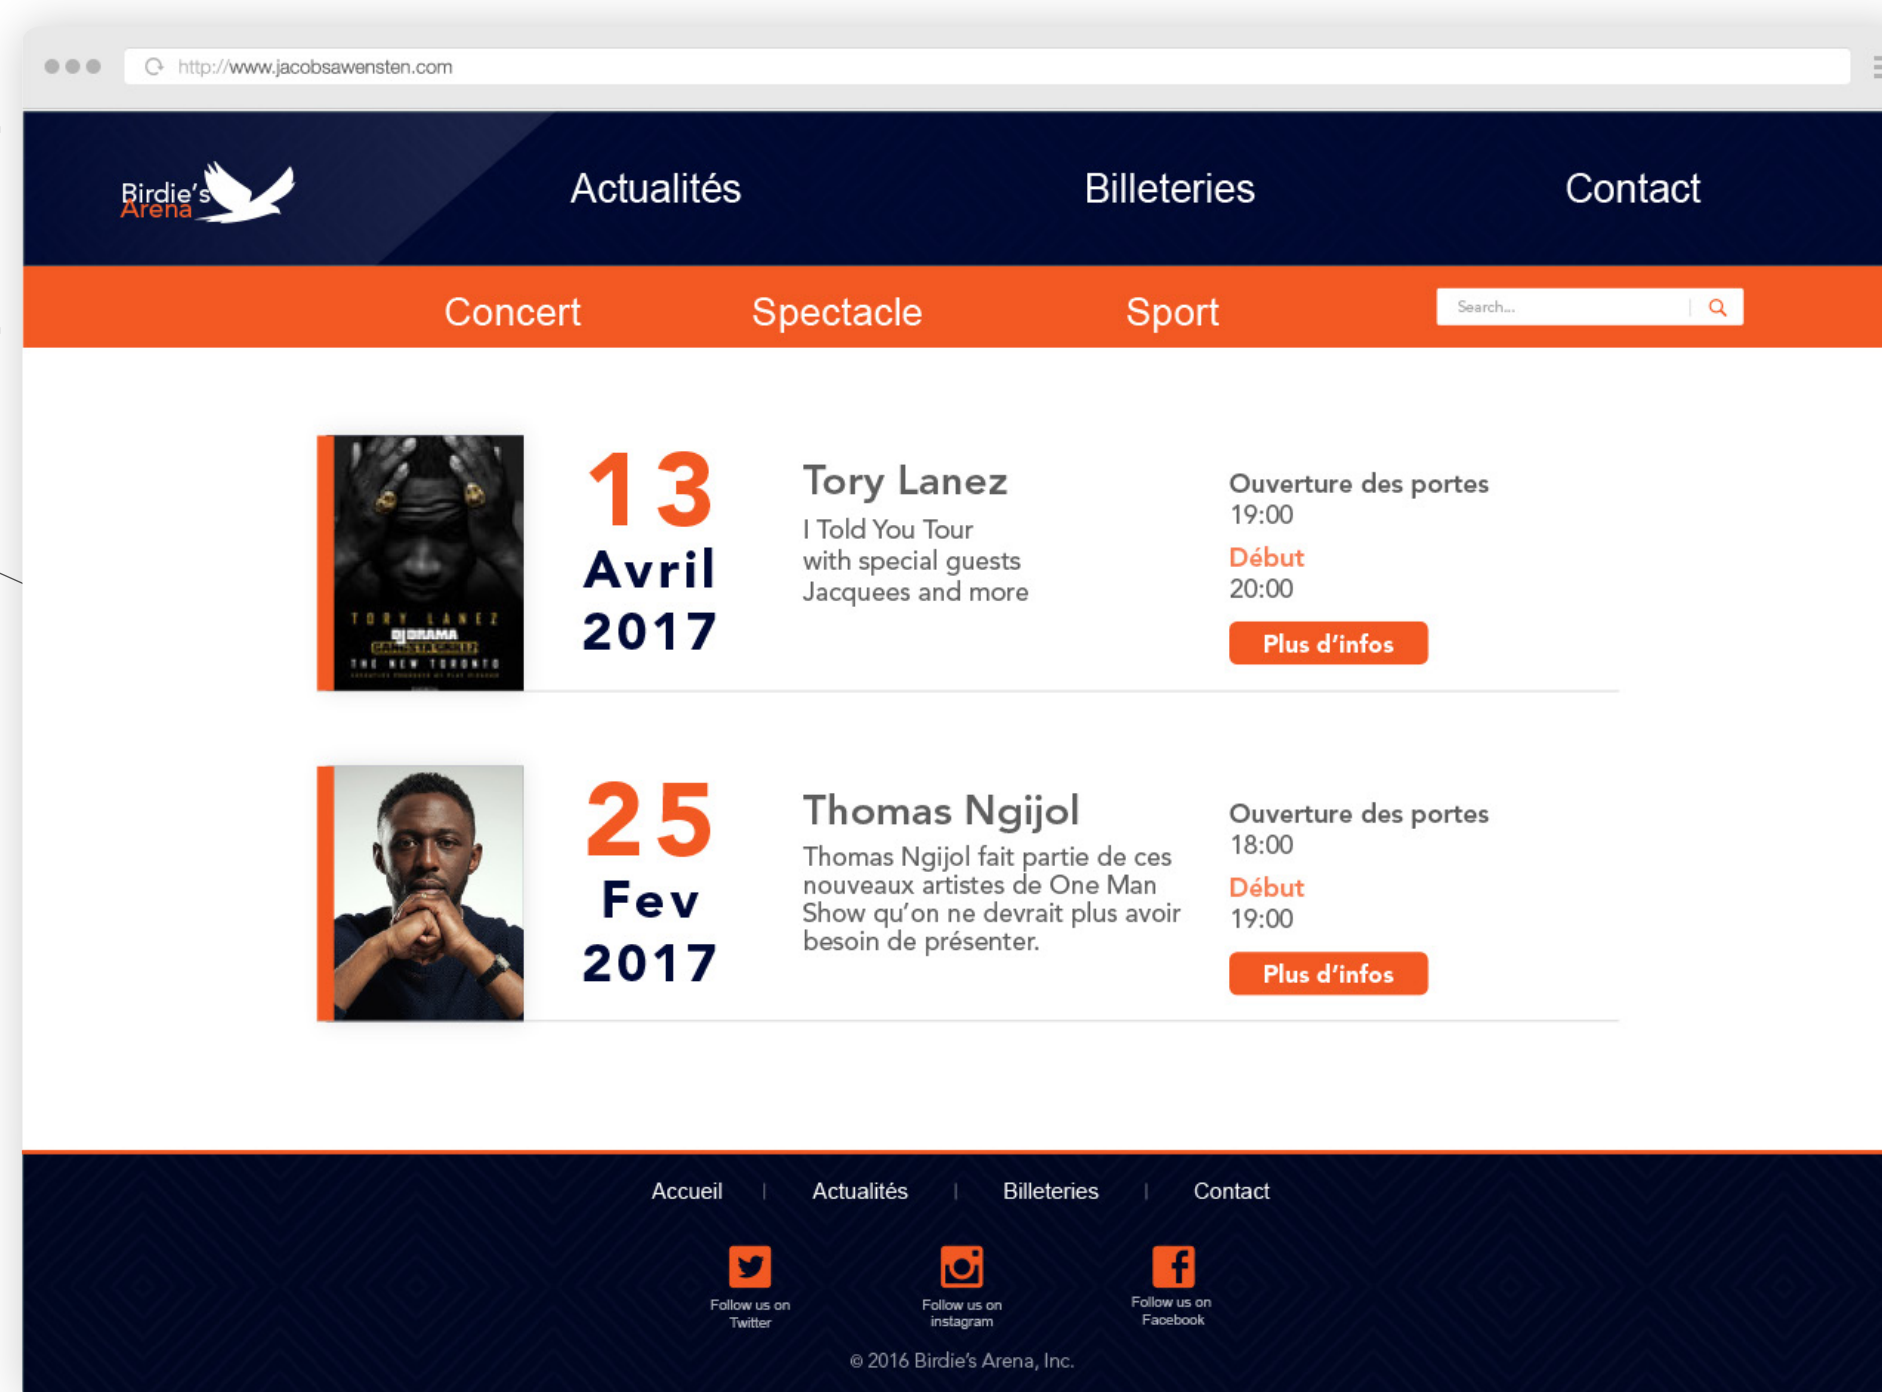 http://www.jacobsawensten.com
Birdie's
Arena
Actualités
Billeteries
Contact
Concert
Spectacle
Sport
Search...
TORY LANEZ
DJ DRAMA
GANGSTA GRILLZ
THE NEW TORONTO
13
Avril
2017
Tory Lanez
I Told You Tour
with special guests
Jacquees and more
Ouverture des portes
19:00
Début
20:00
Plus d'infos
25
Fev
2017
Thomas Ngijol
Thomas Ngijol fait partie de ces
nouveaux artistes de One Man
Show qu'on ne devrait plus avoir
besoin de présenter.
Ouverture des portes
18:00
Début
19:00
Plus d'infos
Accueil | Actualités | Billeteries | Contact
Follow us on
Twitter
Follow us on
instagram
Follow us on
Facebook
© 2016 Birdie's Arena, Inc.